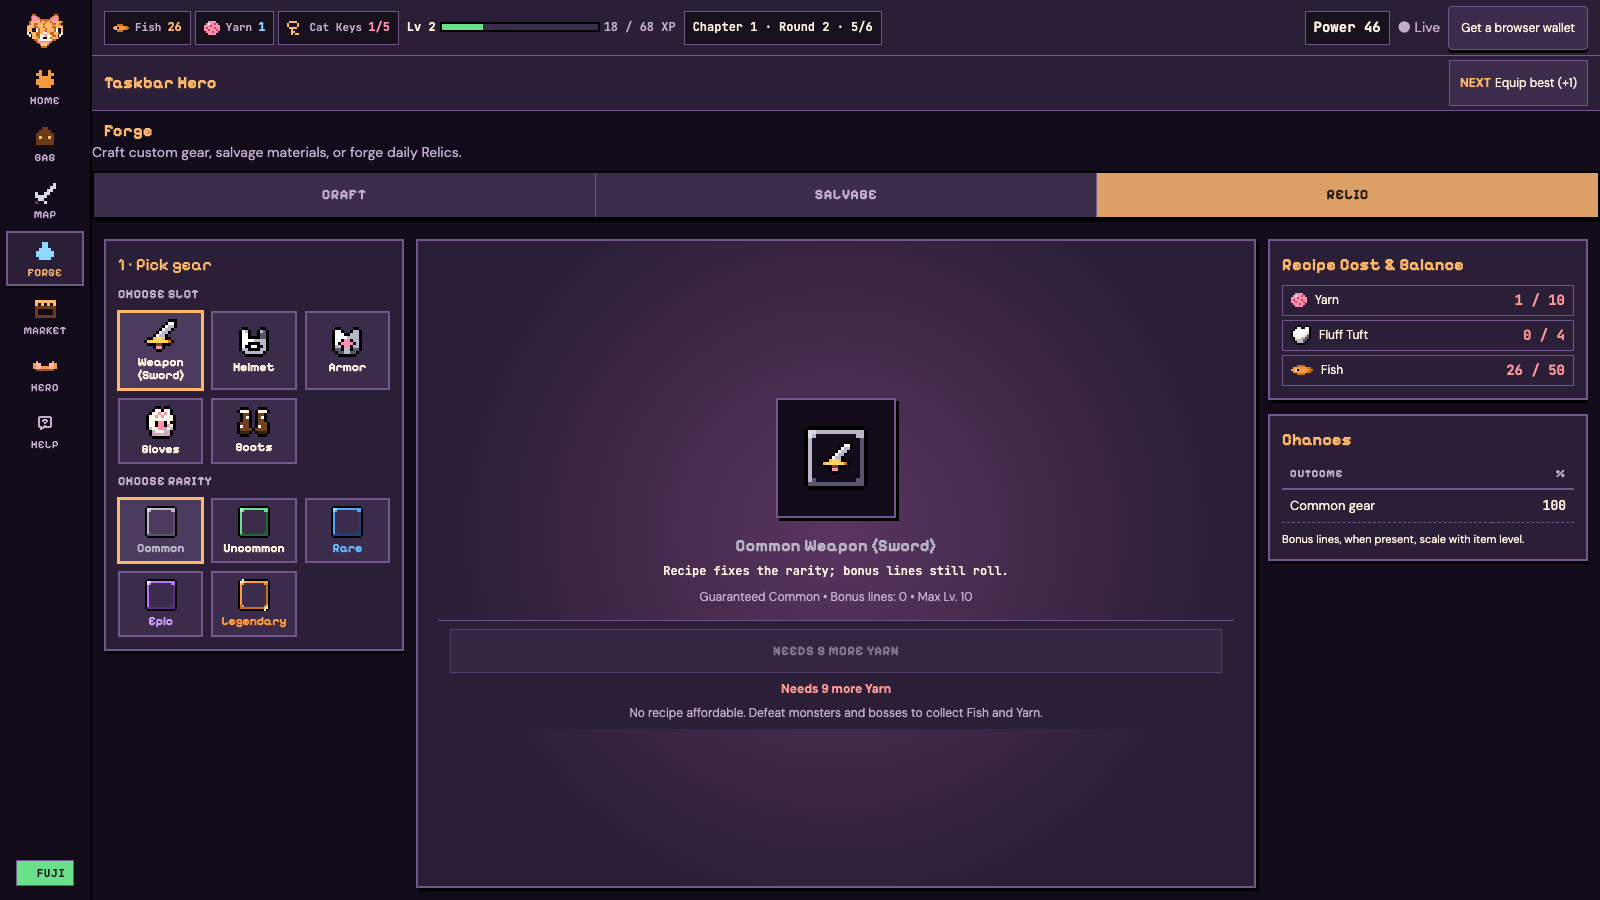 Fish 26
Yarn 1
Cat Keys 1/5
Lv 2
18 / 68 XP
Chapter 1 · Round 2 · 5/6
Power 46
Live
Get a browser wallet
HOME
BAG
MAP
FORGE
MARKET
HERO
HELP
FUJI
Taskbar Hero
NEXT Equip best (+1)
Forge
Craft custom gear, salvage materials, or forge daily Relics.
CRAFT
SALVAGE
RELIC
1 · Pick gear
CHOOSE SLOT
Weapon
(Sword)
Helmet
Armor
Gloves
Boots
CHOOSE RARITY
Common
Uncommon
Rare
Epic
Legendary
Common Weapon (Sword)
Recipe fixes the rarity; bonus lines still roll.
Guaranteed Common • Bonus lines: 0 • Max Lv. 10
NEEDS 9 MORE YARN
Needs 9 more Yarn
No recipe affordable. Defeat monsters and bosses to collect Fish and Yarn.
Recipe Cost & Balance
Yarn 1 / 10
Fluff Tuft 0 / 4
Fish 26 / 50
Chances
OUTCOME %
Common gear 100
Bonus lines, when present, scale with item level.